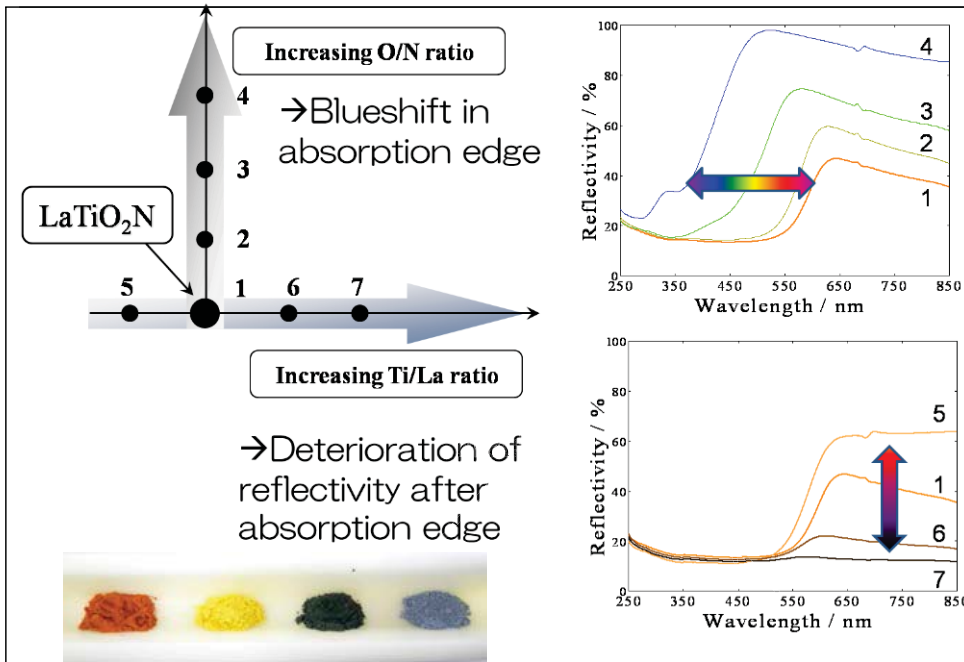 Increasing O/N ratio
4
→Blueshift in
absorption edge
3
LaTiO₂N
2
5
1
6
7
Increasing Ti/La ratio
→Deterioration of
reflectivity after
absorption edge
Reflectivity / %
100
80
60
40
20
0
4
3
2
1
250 350 450 550 650 750 850
Wavelength / nm
Reflectivity / %
100
80
60
40
20
0
5
1
6
7
250 350 450 550 650 750 850
Wavelength / nm